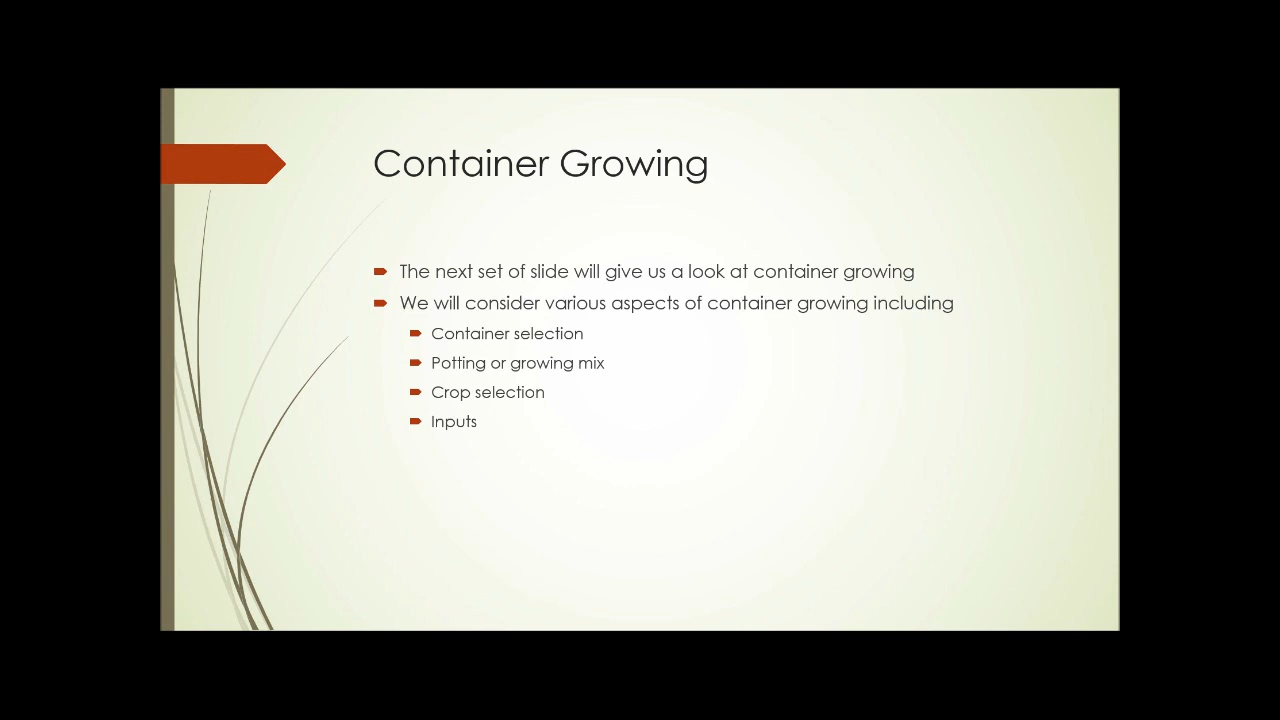 Container Growing
The next set of slide will give us a look at container growing
We will consider various aspects of container growing including
Container selection
Potting or growing mix
Crop selection
Inputs